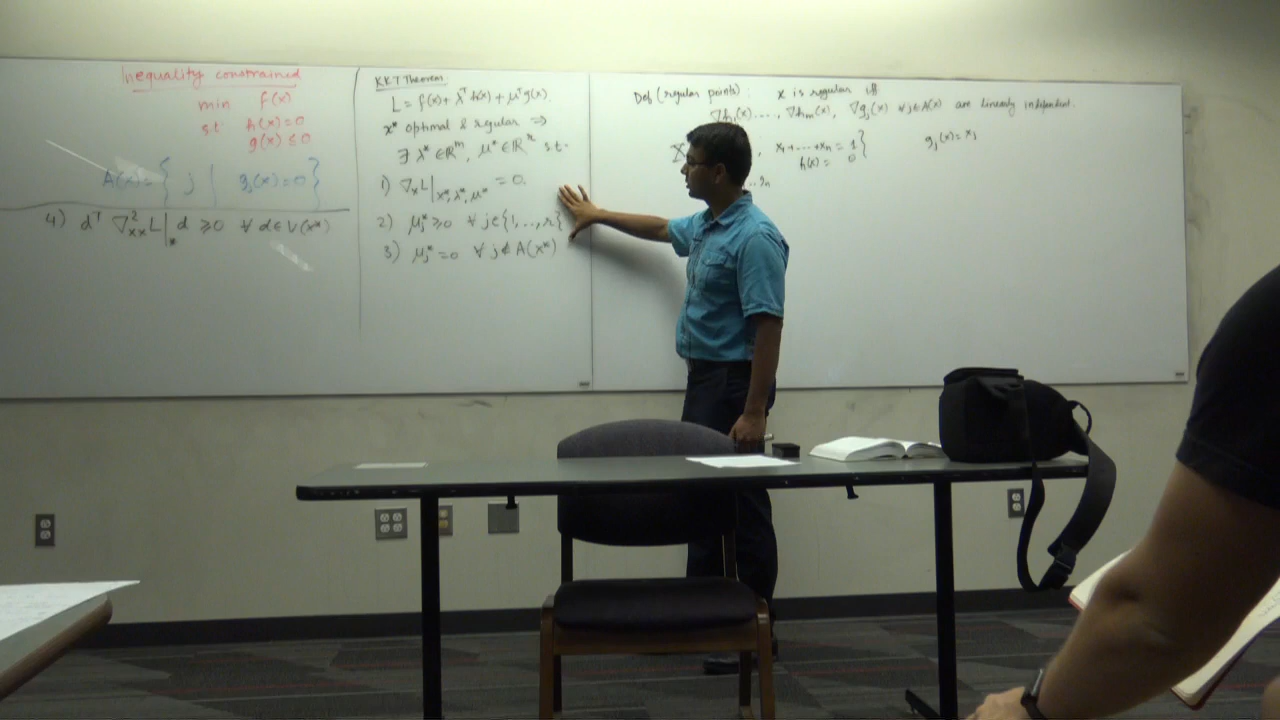 Inequality constrained
min f(x)
s.t h(x)=0
g(x) ≤ 0
A(x) = { j | gj(x)=0 }
4) dᵀ ∇²xx L|* d ≥ 0 ∀ d ∈ V(x*)
KKT Theorem
L = f(x) + λᵀ h(x) + μᵀ g(x).
x* optimal & regular ⇒
∃ λ* ∈ ℝᵐ, μ* ∈ ℝʳ s.t.
1) ∇x L|x*, λ*, μ* = 0.
2) μj* ≥ 0 ∀ j ∈ {1,..,r}
3) μj* = 0 ∀ j ∉ A(x*)
Def (regular points): x is regular iff
∇h1(x)...., ∇hm(x), ∇gj(x) ∀ j ∈ A(x) are linearly independent.
X , x1 + ... + xn = 1 }
h(x) = 0
gj(x) = xj
...gn